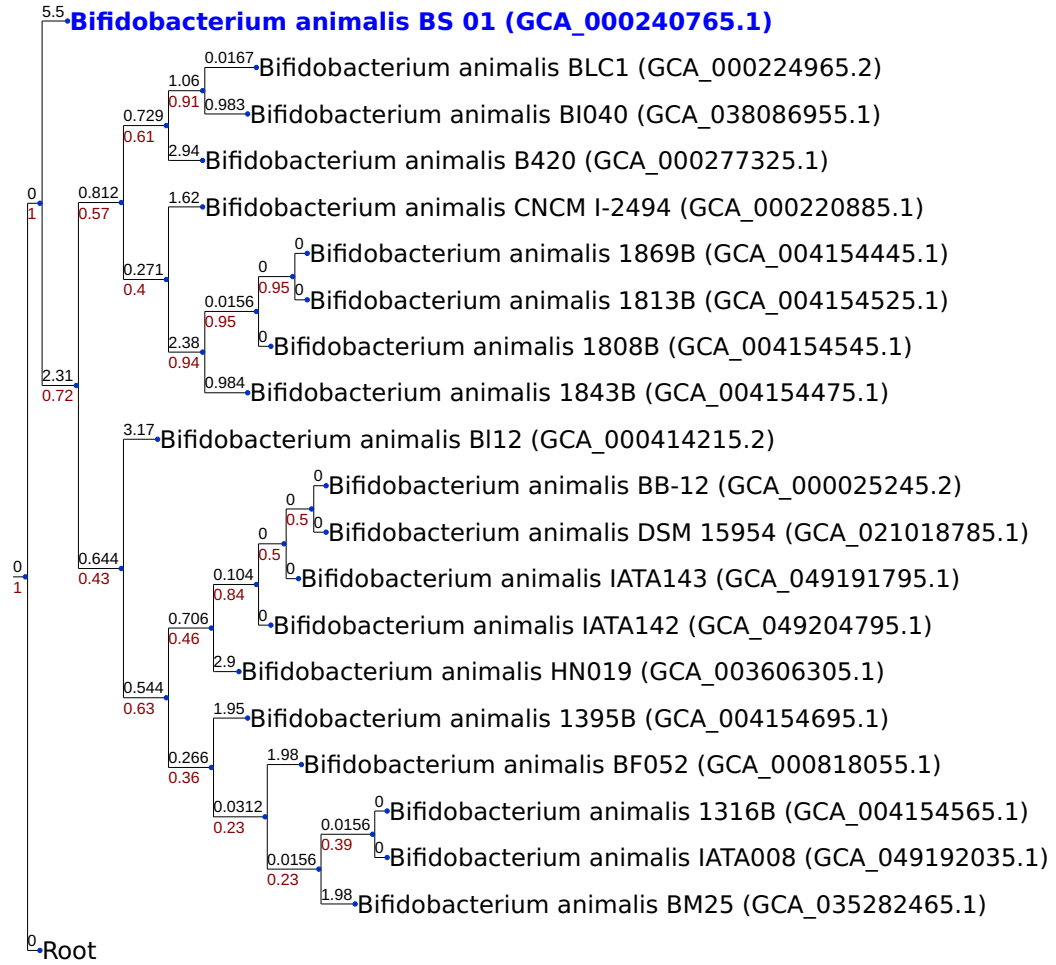 5.5
Bifidobacterium animalis BS 01 (GCA_000240765.1)
0.0167
Bifidobacterium animalis BLC1 (GCA_000224965.2)
1.06
0.91
0.983
Bifidobacterium animalis BI040 (GCA_038086955.1)
0.729
0.61
2.94
Bifidobacterium animalis B420 (GCA_000277325.1)
0
1
0.812
0.57
1.62
Bifidobacterium animalis CNCM I-2494 (GCA_000220885.1)
0
Bifidobacterium animalis 1869B (GCA_004154445.1)
0.271
0.4
0
0.95
0
Bifidobacterium animalis 1813B (GCA_004154525.1)
0.0156
0.95
0
Bifidobacterium animalis 1808B (GCA_004154545.1)
2.38
0.94
0.984
Bifidobacterium animalis 1843B (GCA_004154475.1)
2.31
0.72
3.17
Bifidobacterium animalis Bl12 (GCA_000414215.2)
0
Bifidobacterium animalis BB-12 (GCA_000025245.2)
0
0.5
0
Bifidobacterium animalis DSM 15954 (GCA_021018785.1)
0
0.5
0
Bifidobacterium animalis IATA143 (GCA_049191795.1)
0
1
0.644
0.43
0.104
0.84
0
Bifidobacterium animalis IATA142 (GCA_049204795.1)
0.706
0.46
2.9
Bifidobacterium animalis HN019 (GCA_003606305.1)
0.544
0.63
1.95
Bifidobacterium animalis 1395B (GCA_004154695.1)
0.266
0.36
1.98
Bifidobacterium animalis BF052 (GCA_000818055.1)
0.0312
0.23
0
Bifidobacterium animalis 1316B (GCA_004154565.1)
0.0156
0.39
0
Bifidobacterium animalis IATA008 (GCA_049192035.1)
0.0156
0.23
1.98
Bifidobacterium animalis BM25 (GCA_035282465.1)
0
Root